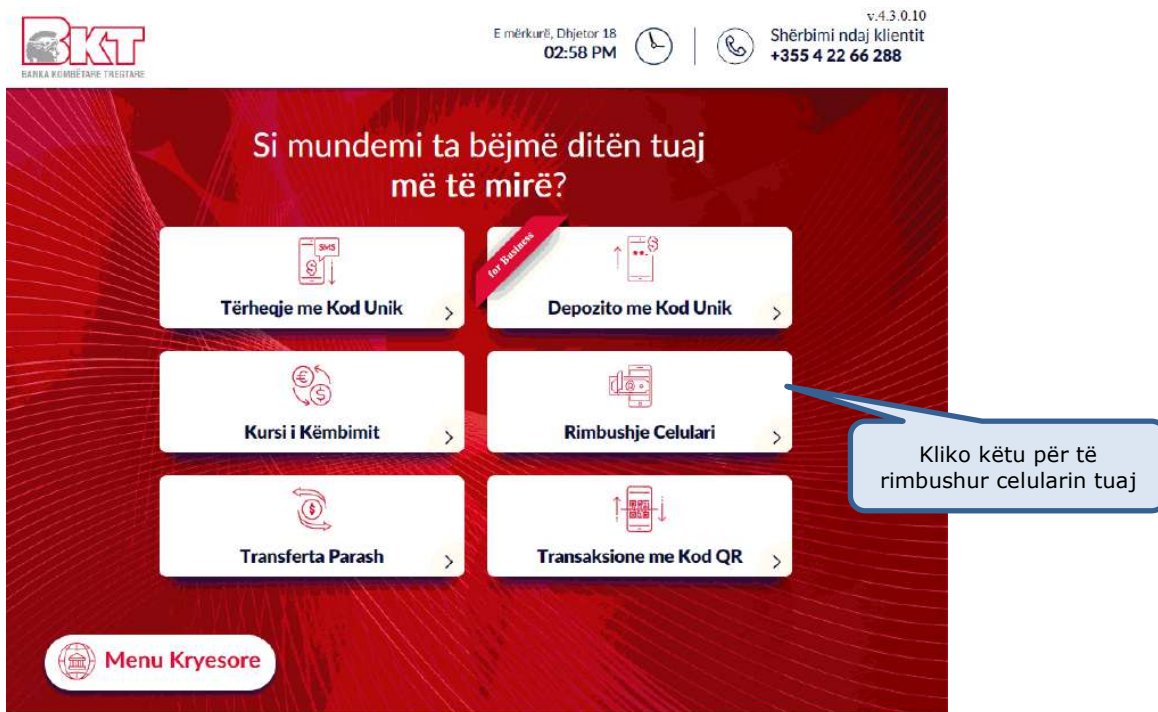 BKT
BANKA KOMBËTARE TREGTARE
E mërkurë, Dhjetor 18
02:58 PM
v.4.3.0.10
Shërbimi ndaj klientit
+355 4 22 66 288
Si mundemi ta bëjmë ditën tuaj
më të mirë?
SMS
Tërheqje me Kod Unik
for Business
Depozito me Kod Unik
Kursi i Këmbimit
Rimbushje Celulari
Kliko këtu për të
rimbushur celularin tuaj
Transferta Parash
Transaksione me Kod QR
Menu Kryesore